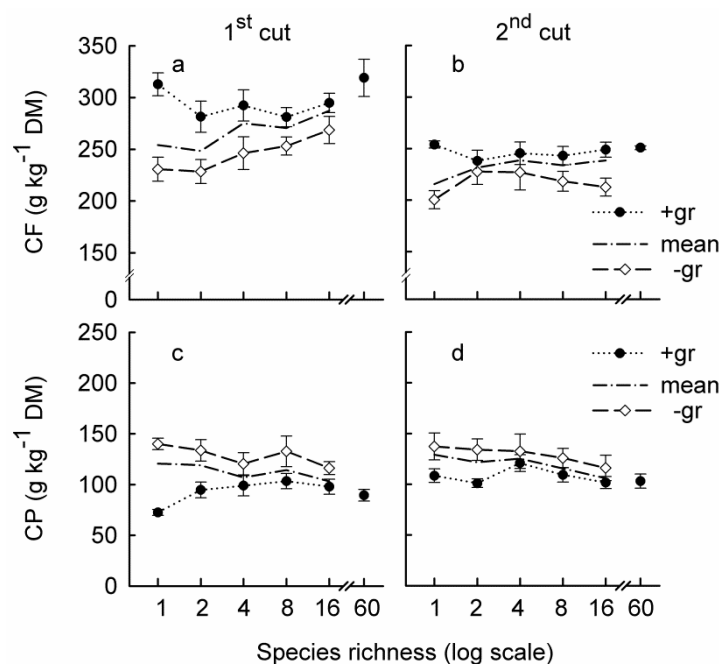 1st cut
2nd cut
CF (g kg-1 DM)
350
300
250
200
150
0
a
b
+gr
mean
-gr
CP (g kg-1 DM)
250
200
150
100
50
0
c
d
+gr
mean
-gr
1 2 4 8 16 60
1 2 4 8 16 60
Species richness (log scale)